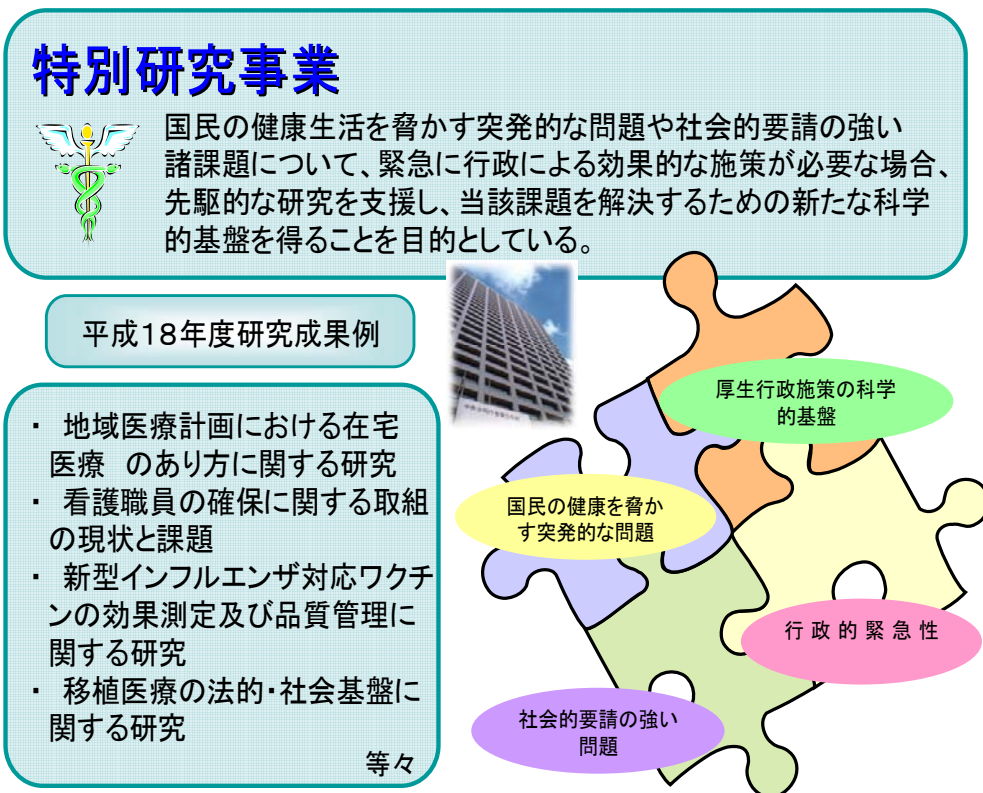 特別研究事業
国民の健康生活を脅かす突発的な問題や社会的要請の強い
諸課題について、緊急に行政による効果的な施策が必要な場合、
先駆的な研究を支援し、当該課題を解決するための新たな科学
的基盤を得ることを目的としている。
平成18年度研究成果例
・ 地域医療計画における在宅
医療 のあり方に関する研究
・ 看護職員の確保に関する取組
の現状と課題
・ 新型インフルエンザ対応ワクチ
ンの効果測定及び品質管理に
関する研究
・ 移植医療の法的・社会基盤に
関する研究
等々
厚生行政施策の科学
的基盤
国民の健康を脅か
す突発的な問題
行 政 的 緊 急 性
社会的要請の強い
問題